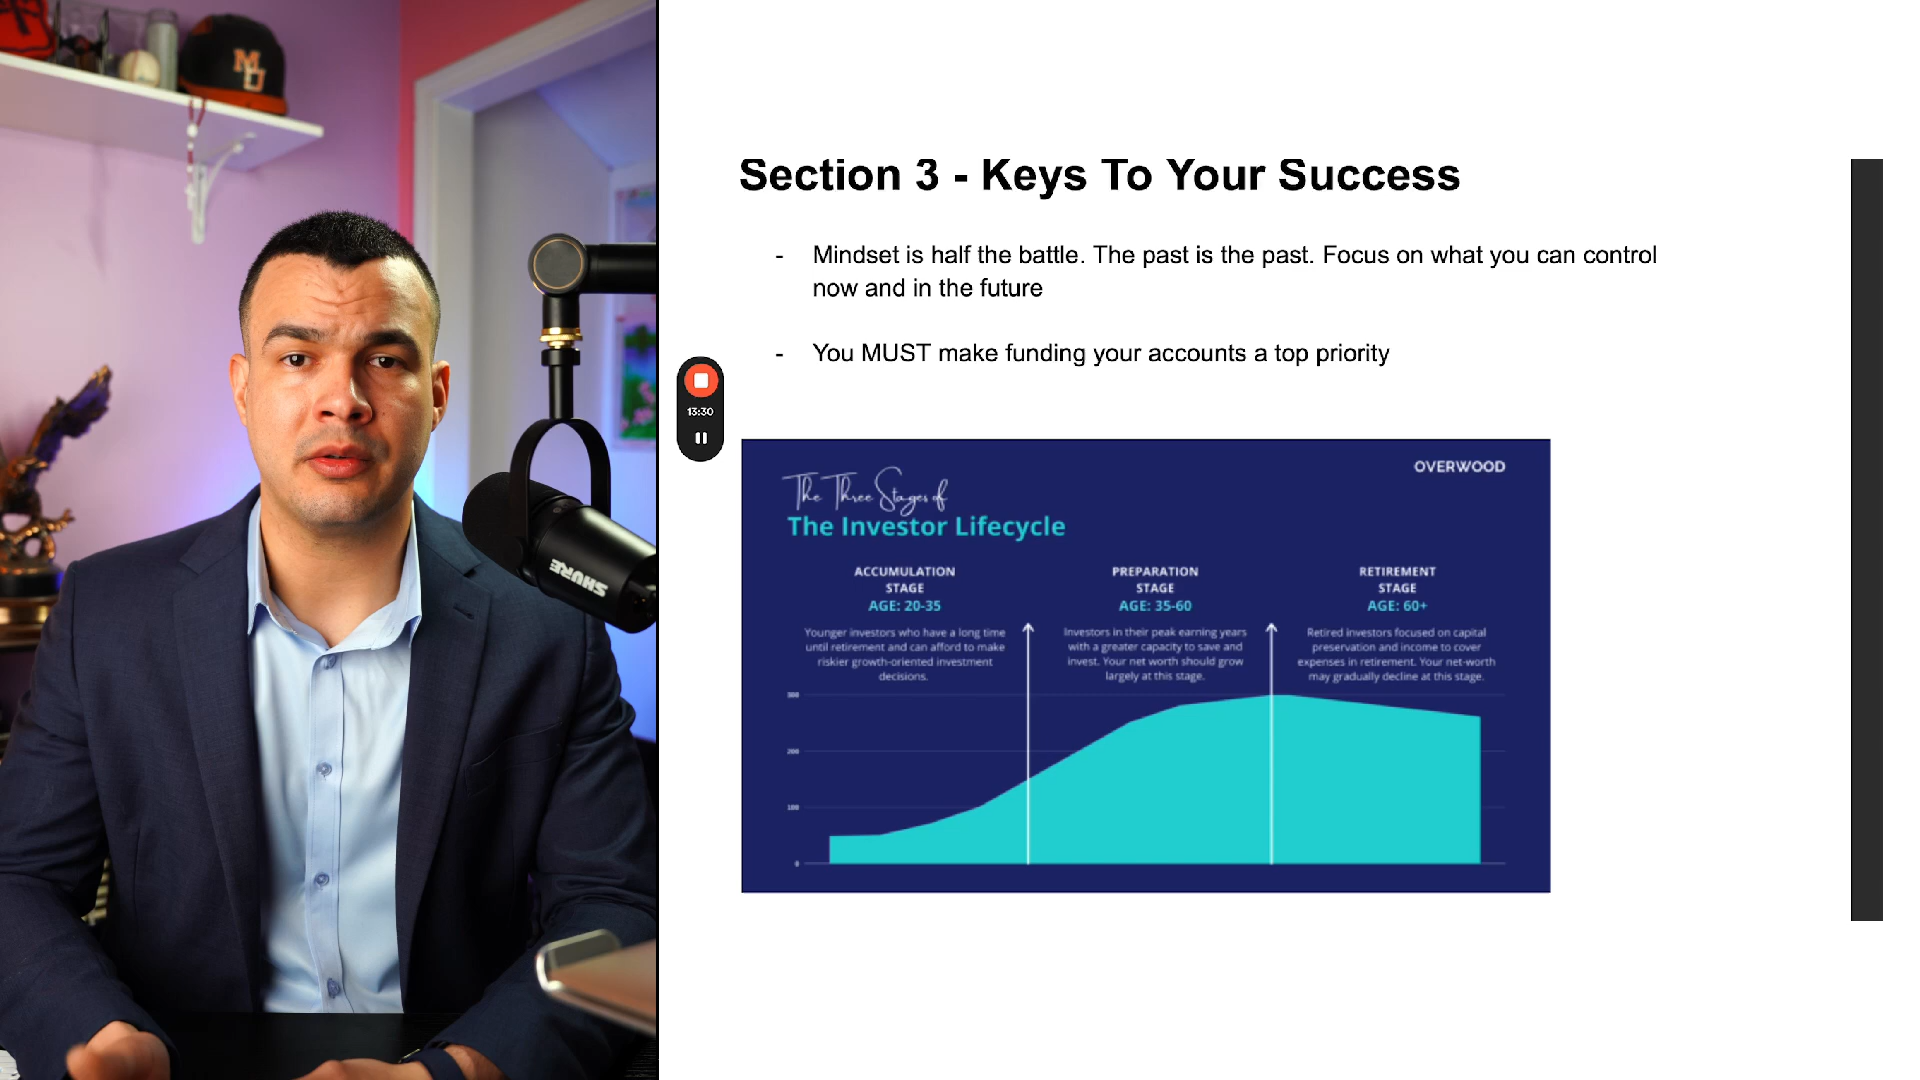 MU
SHURE
Section 3 - Keys To Your Success
- Mindset is half the battle. The past is the past. Focus on what you can control
now and in the future
- You MUST make funding your accounts a top priority
13:30
OVERWOOD
The Three Stages of
The Investor Lifecycle
ACCUMULATION
STAGE
AGE: 20-35
Younger investors who have a long time
until retirement and can afford to make
riskier growth-oriented investment
decisions.
PREPARATION
STAGE
AGE: 35-60
Investors in their peak earning years
with a greater capacity to save and
invest. Your net worth should grow
largely at this stage.
RETIREMENT
STAGE
AGE: 60+
Retired investors focused on capital
preservation and income to cover
expenses in retirement. Your net-worth
may gradually decline at this stage.
300
200
100
0